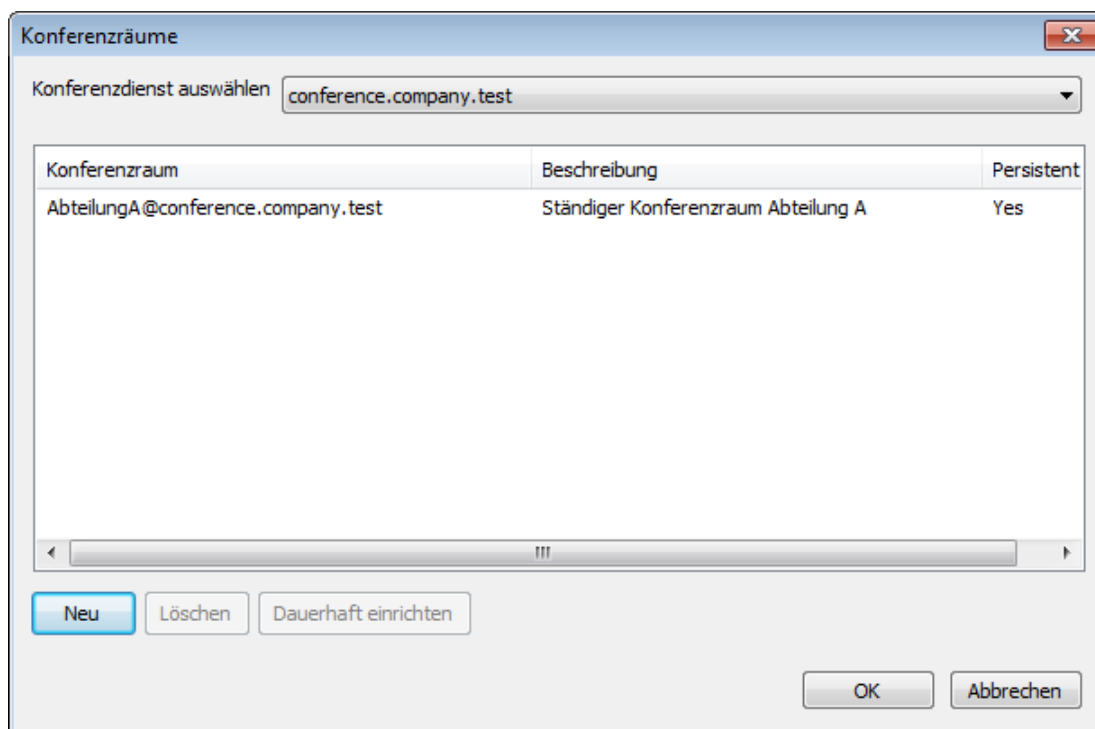 Konferenzräume
Konferenzdienst auswählen conference.company.test
Konferenzraum Beschreibung Persistent
AbteilungA@conference.company.test Ständiger Konferenzraum Abteilung A Yes
Neu Löschen Dauerhaft einrichten
OK Abbrechen